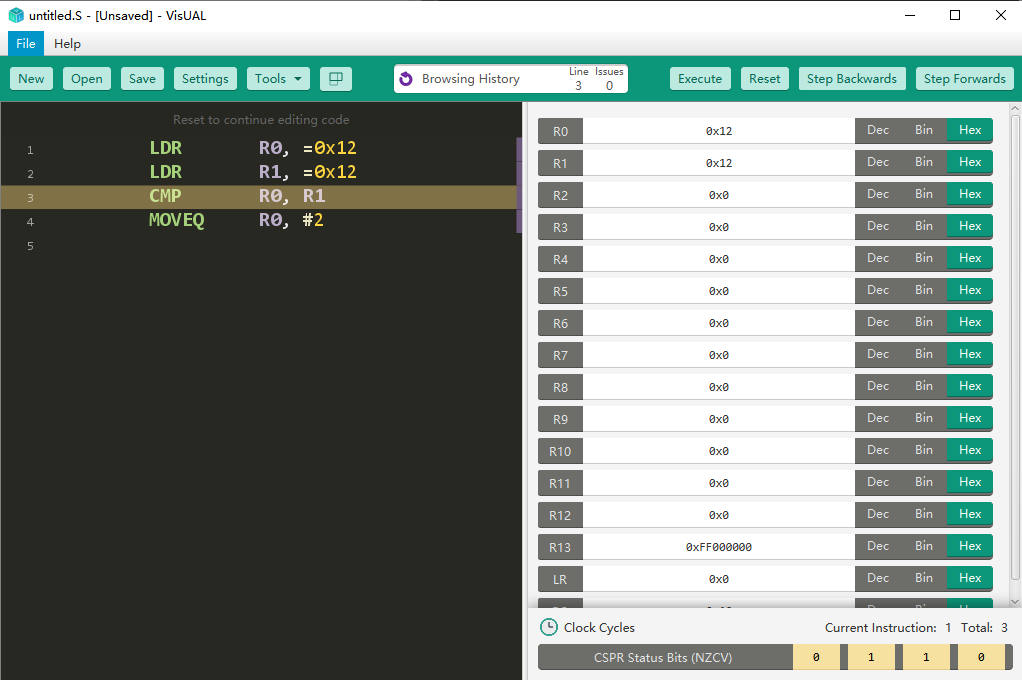 untitled.S - [Unsaved] - VisUAL
File Help
New Open Save Settings Tools Browsing History Line 3 Issues 0 Execute Reset Step Backwards Step Forwards
Reset to continue editing code
1 LDR R0, =0x12
2 LDR R1, =0x12
3 CMP R0, R1
4 MOVEQ R0, #2
5
R0 0x12 Dec Bin Hex
R1 0x12 Dec Bin Hex
R2 0x0 Dec Bin Hex
R3 0x0 Dec Bin Hex
R4 0x0 Dec Bin Hex
R5 0x0 Dec Bin Hex
R6 0x0 Dec Bin Hex
R7 0x0 Dec Bin Hex
R8 0x0 Dec Bin Hex
R9 0x0 Dec Bin Hex
R10 0x0 Dec Bin Hex
R11 0x0 Dec Bin Hex
R12 0x0 Dec Bin Hex
R13 0xFF000000 Dec Bin Hex
LR 0x0 Dec Bin Hex
Clock Cycles Current Instruction: 1 Total: 3
CSPR Status Bits (NZCV) 0 1 1 0